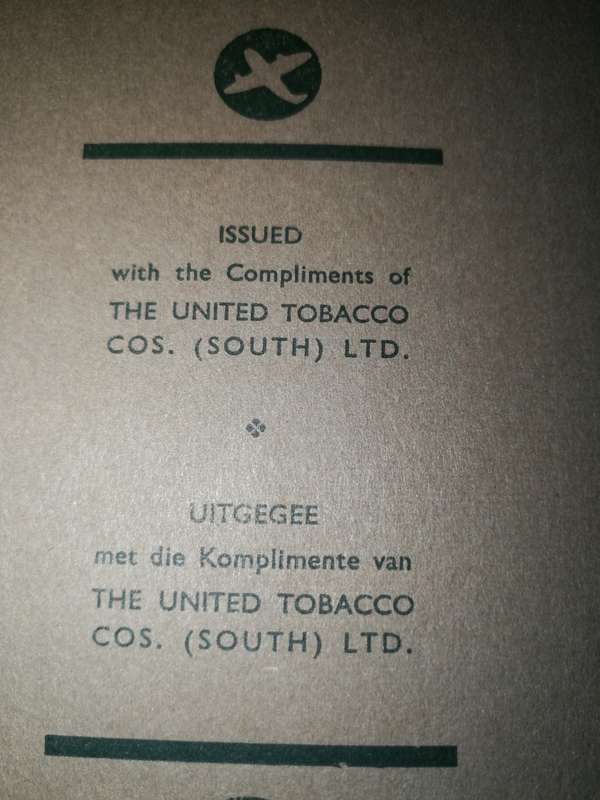 ISSUED
with the Compliments of
THE UNITED TOBACCO
COS. (SOUTH) LTD.
UITGEGEE
met die Komplimente van
THE UNITED TOBACCO
COS. (SOUTH) LTD.